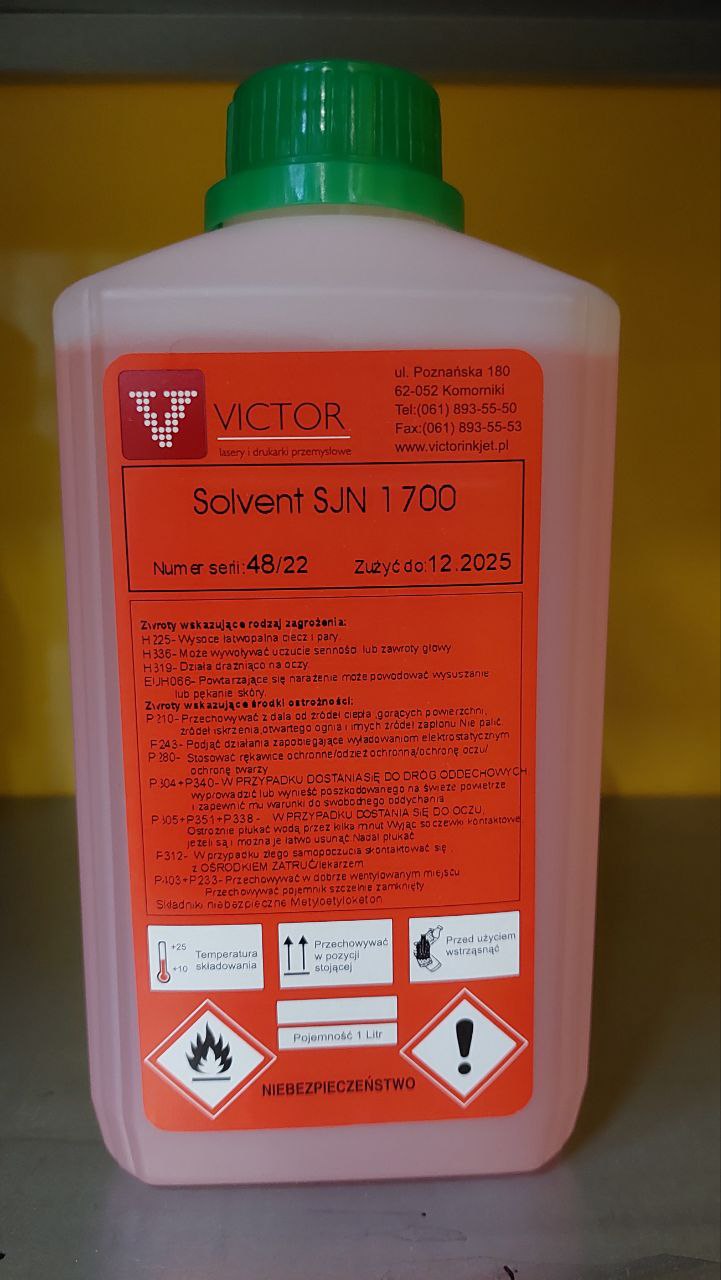 ul. Poznańska 180
62-052 Komorniki
Tel:(061) 893-55-50
Fax:(061) 893-55-53
www.victorinkjet.pl
VICTOR
lasery i drukarki przemysłowe
Solvent SJN 1700
Numer serii:48/22 Zużyć do:12.2025
Zwroty wskazujące rodzaj zagrożenia:
H225- Wysoce łatwopalna ciecz i pary.
H336- Może wywoływać uczucie senności lub zawroty głowy
H319- Działa drażniąco na oczy
EUH066- Powtarzające się narażenie może powodować wysuszanie
lub pękanie skóry.
Zwroty wskazujące środki ostrożności:
P210- Przechowywać z dala od źródeł ciepła ,gorących powierzchni,
źródeł iskrzenia,otwartego ognia i innych źródeł zapłonu Nie palić.
P243- Podjąć działania zapobiegające wyładowaniom elektrostatycznym
P280- Stosować rękawice ochronne/odzież ochronną/ochronę oczu/
ochronę twarzy
P304+P340- W PRZYPADKU DOSTANIA SIĘ DO DRÓG ODDECHOWYCH
wyprowadzić lub wynieść poszkodowanego na świeże powietrze
i zapewnić mu warunki do swobodnego oddychania
P305+P351+P338 - W PRZYPADKU DOSTANIA SIĘ DO OCZU,
Ostrożnie płukać wodą przez kilka minut Wyjąc soczewki kontaktowe
jeżeli są i można je łatwo usunąć Nadal płukać
P312- W przypadku złego samopoczucia skontaktować się
z OŚRODKIEM ZATRUĆ/lekarzem
P403+P233- Przechowywać w dobrze wentylowanym miejscu
Przechowywać pojemnik szczelnie zamknięty
Składniki niebezpieczne Metyloetyloketon
+25
+10
Temperatura
składowania
Przechowywać
w pozycji
stojącej
Przed użyciem
wstrząsnąć
Pojemność 1 Litr
NIEBEZPIECZEŃSTWO